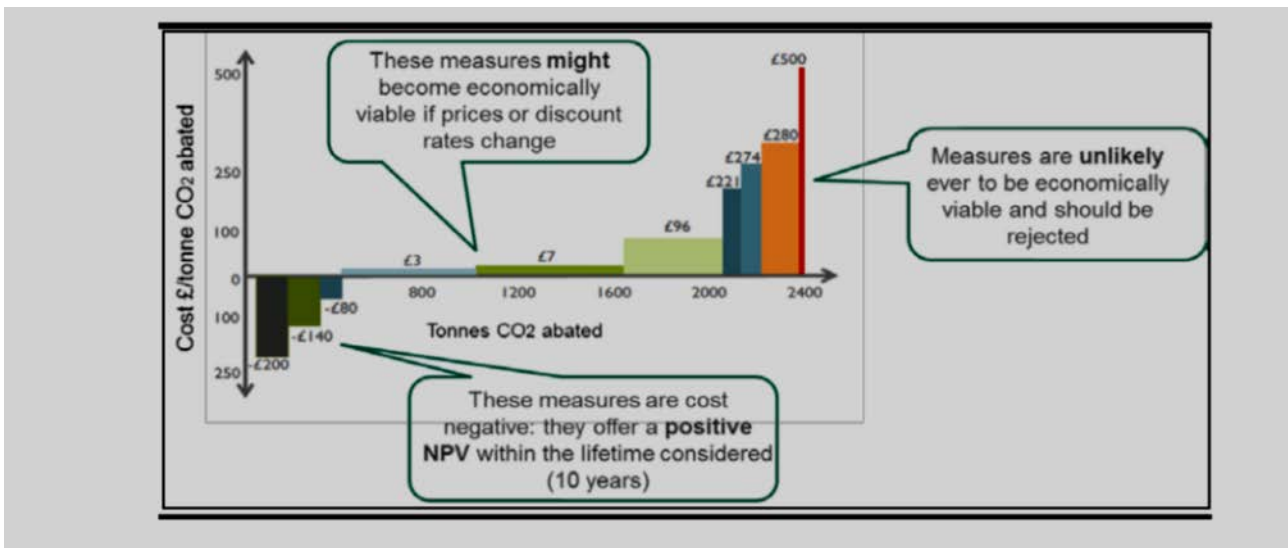 £500
500
These measures might
become economically
viable if prices or discount
rates change
£280
£274
Measures are unlikely
ever to be economically
viable and should be
rejected
250
£221
100
£96
£3
£7
0
800
1200
1600
2000
2400
100
-£80
Tonnes CO2 abated
-£140
-£200
250
Cost £/tonne CO2 abated
These measures are cost
negative: they offer a positive
NPV within the lifetime considered
(10 years)